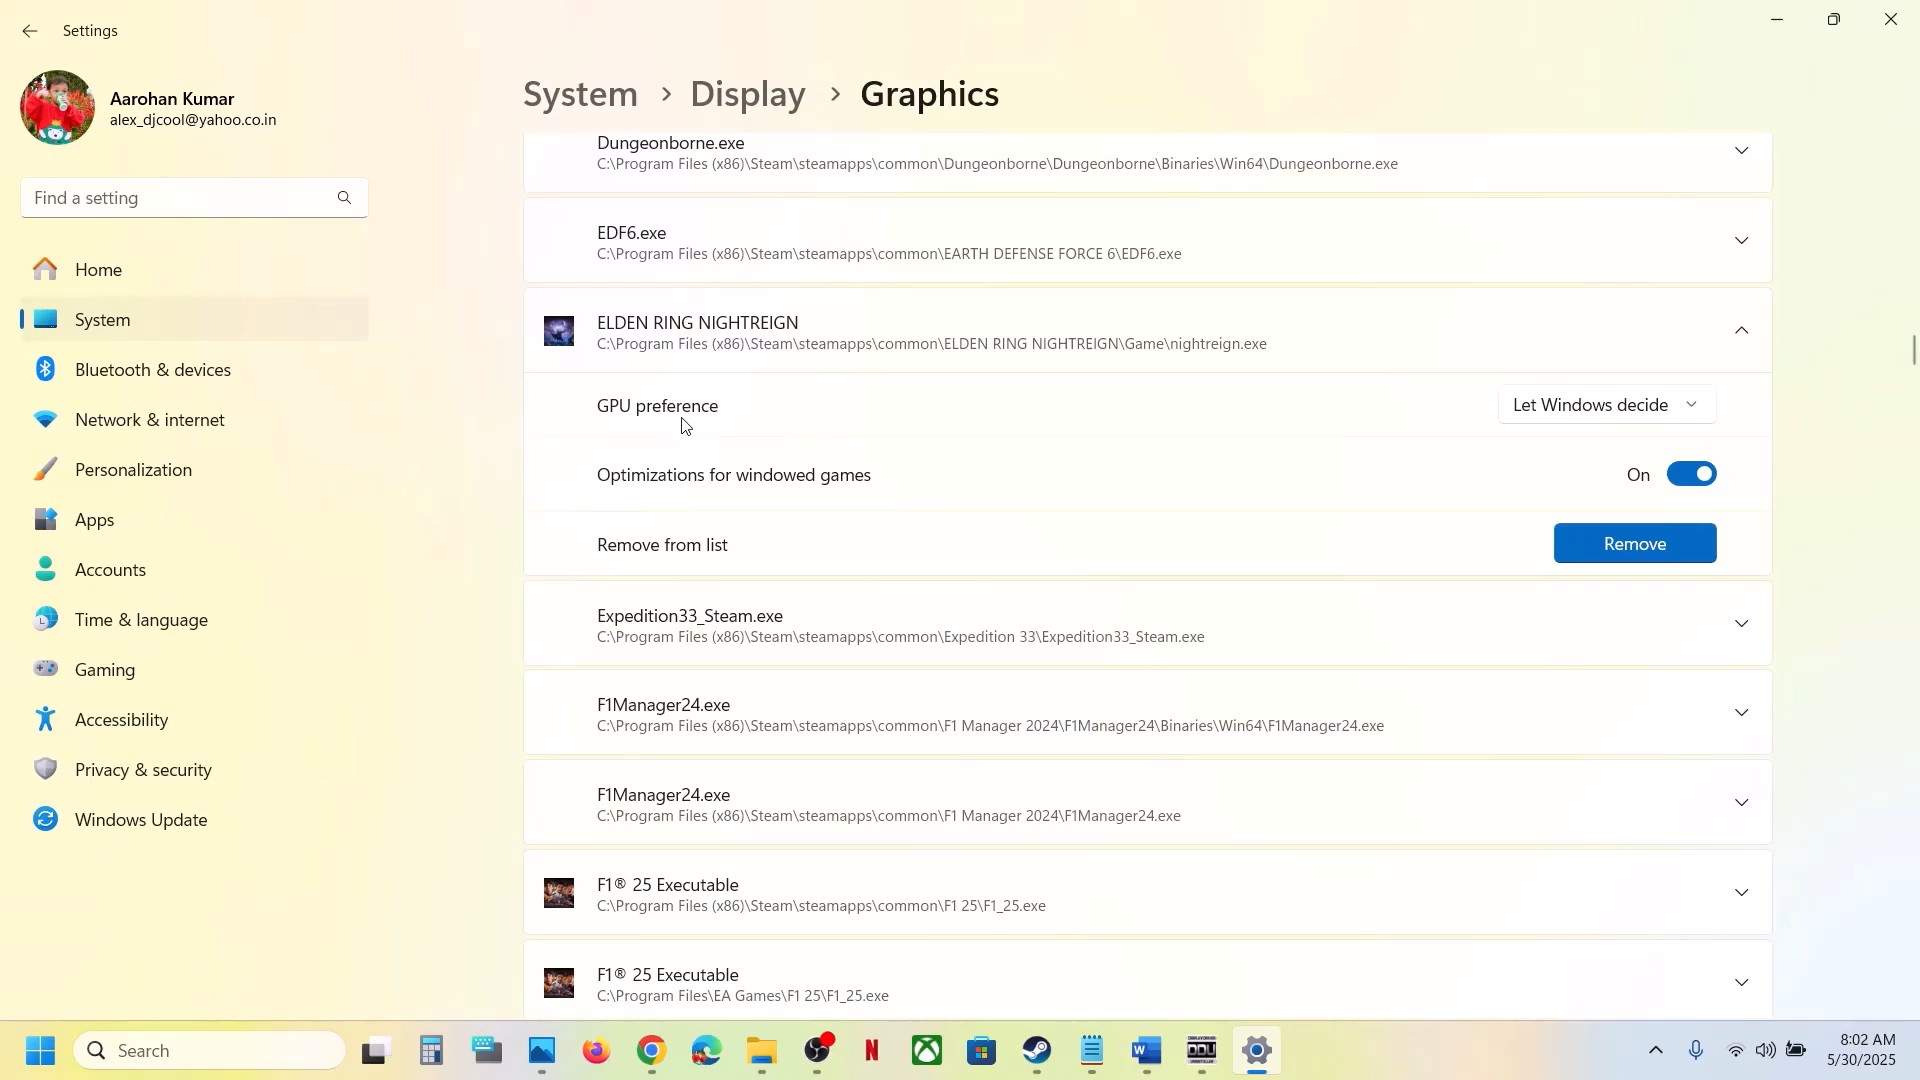 Settings
Aarohan Kumar
alex_djcool@yahoo.co.in
Find a setting
Home
System
Bluetooth & devices
Network & internet
Personalization
Apps
Accounts
Time & language
Gaming
Accessibility
Privacy & security
Windows Update
System > Display > Graphics
Dungeonborne.exe
C:\Program Files (x86)\Steam\steamapps\common\Dungeonborne\Dungeonborne\Binaries\Win64\Dungeonborne.exe
EDF6.exe
C:\Program Files (x86)\Steam\steamapps\common\EARTH DEFENSE FORCE 6\EDF6.exe
ELDEN RING NIGHTREIGN
C:\Program Files (x86)\Steam\steamapps\common\ELDEN RING NIGHTREIGN\Game\nightreign.exe
GPU preference
Let Windows decide
Optimizations for windowed games
On
Remove from list
Remove
Expedition33_Steam.exe
C:\Program Files (x86)\Steam\steamapps\common\Expedition 33\Expedition33_Steam.exe
F1Manager24.exe
C:\Program Files (x86)\Steam\steamapps\common\F1 Manager 2024\F1Manager24\Binaries\Win64\F1Manager24.exe
F1Manager24.exe
C:\Program Files (x86)\Steam\steamapps\common\F1 Manager 2024\F1Manager24.exe
F1® 25 Executable
C:\Program Files (x86)\Steam\steamapps\common\F1 25\F1_25.exe
F1® 25 Executable
C:\Program Files\EA Games\F1 25\F1_25.exe
Search
DDU
8:02 AM
5/30/2025